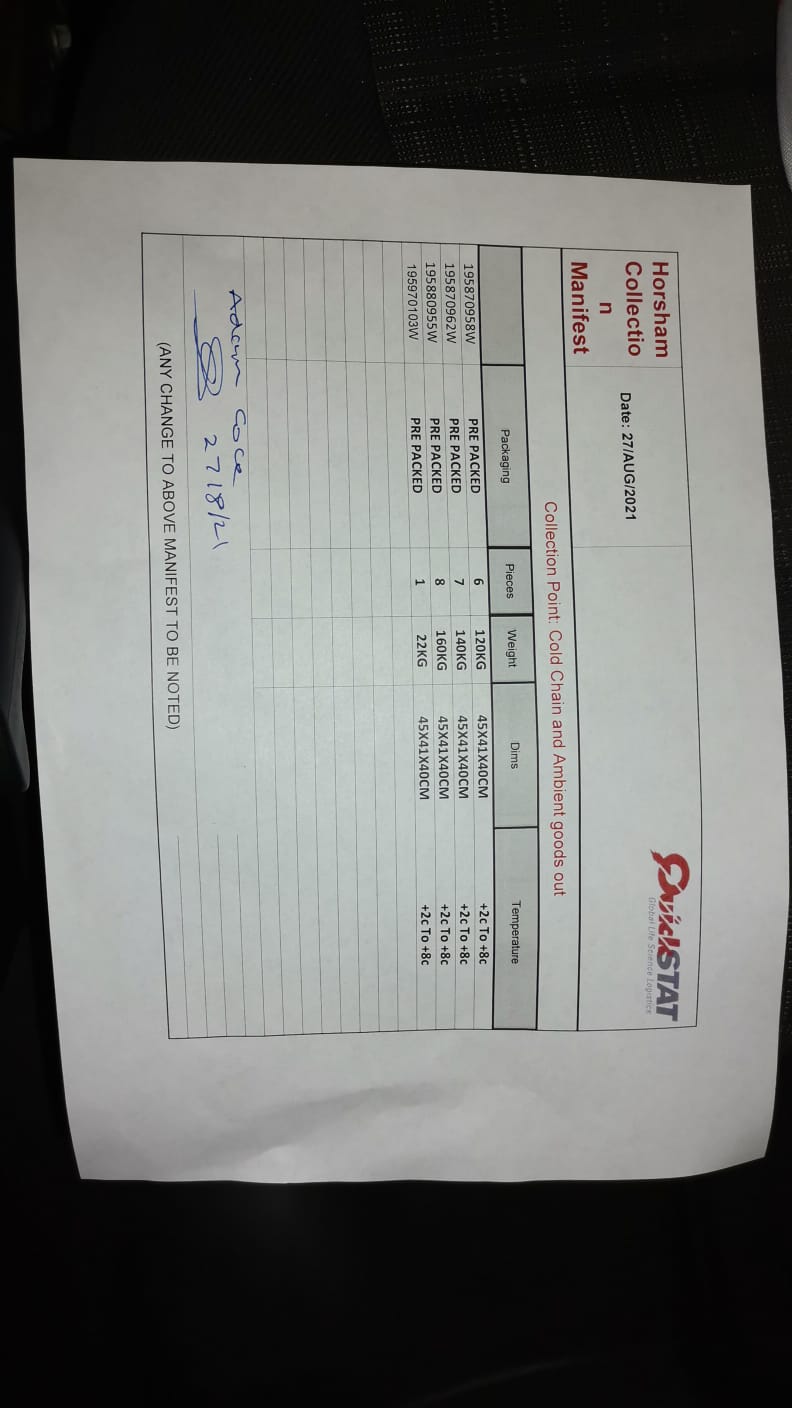 Horsham
Collectio
n
Manifest
Date: 27/AUG/2021
QuickSTAT
Global Life Science Logistics
Collection Point: Cold Chain and Ambient goods out
Packaging Pieces Weight Dims Temperature
195870958W PRE PACKED 6 120KG 45X41X40CM +2c To +8c
195870962W PRE PACKED 7 140KG 45X41X40CM +2c To +8c
195880955W PRE PACKED 8 160KG 45X41X40CM +2c To +8c
195970103W PRE PACKED 1 22KG 45X41X40CM +2c To +8c
Adam
27/8/21
(ANY CHANGE TO ABOVE MANIFEST TO BE NOTED)